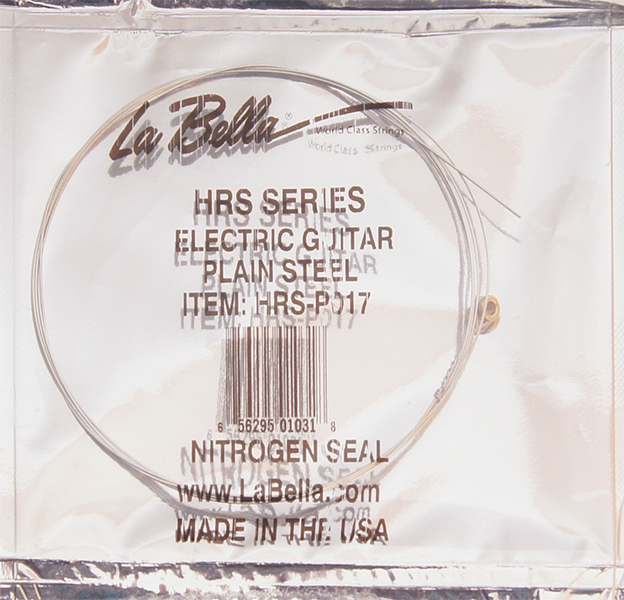 La Bella®
World Class Strings
HRS SERIES
ELECTRIC GUITAR
PLAIN STEEL
ITEM: HRS-P017
6 56295 01031 8
NITROGEN SEAL
www.LaBella.com
MADE IN THE USA